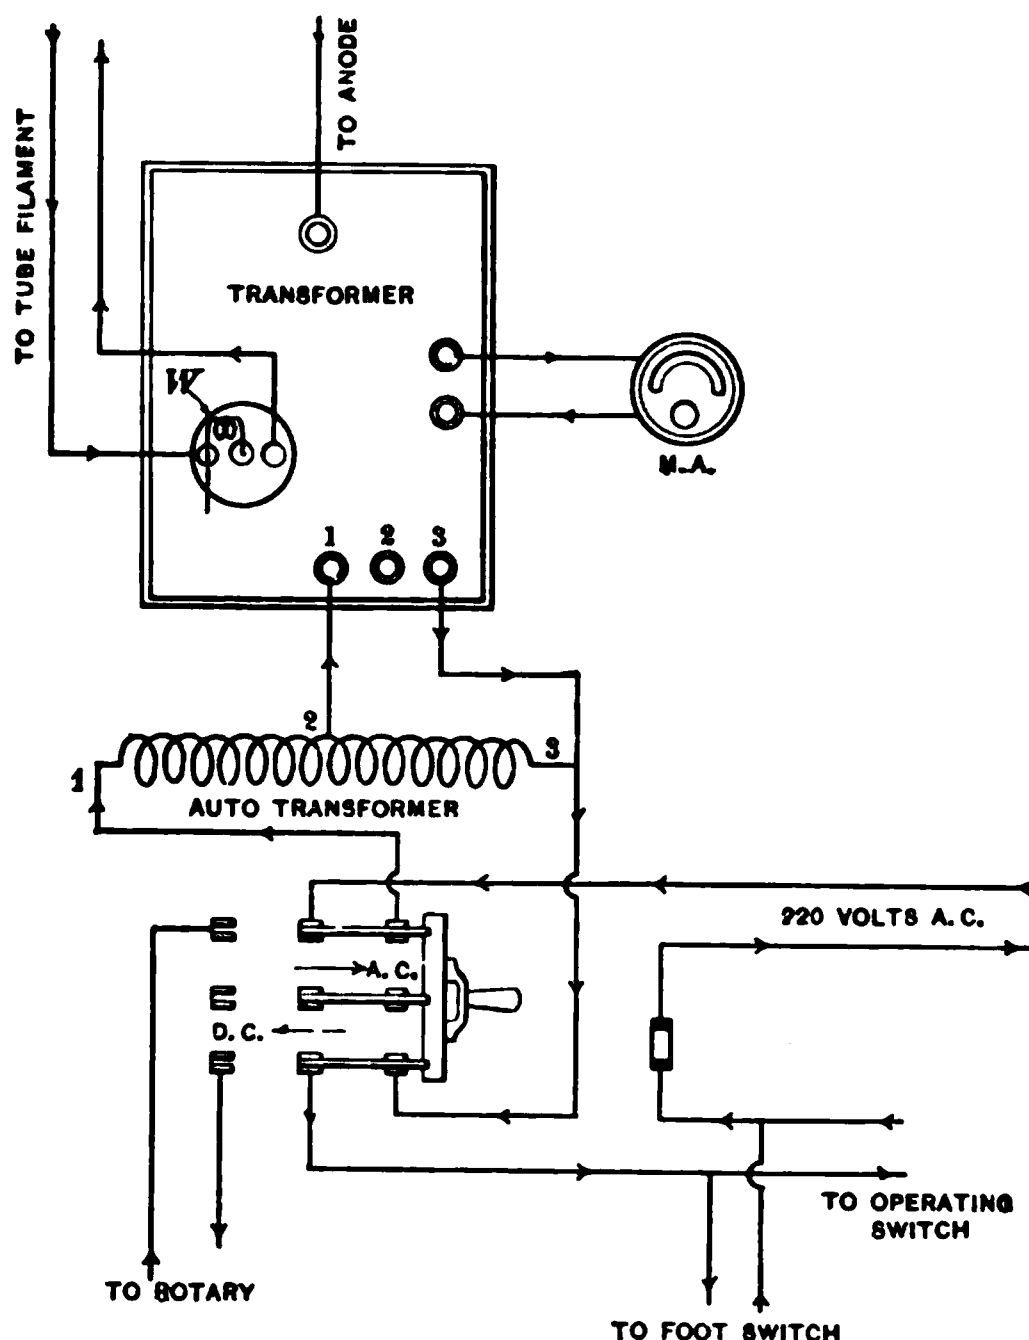 TO TUBE FILAMENT
TO ANODE
TRANSFORMER
W
M.A.
1 2 3
2
1
3
AUTO TRANSFORMER
220 VOLTS A.C.
A.C.
D.C.
TO OPERATING
SWITCH
TO ROTARY
TO FOOT SWITCH